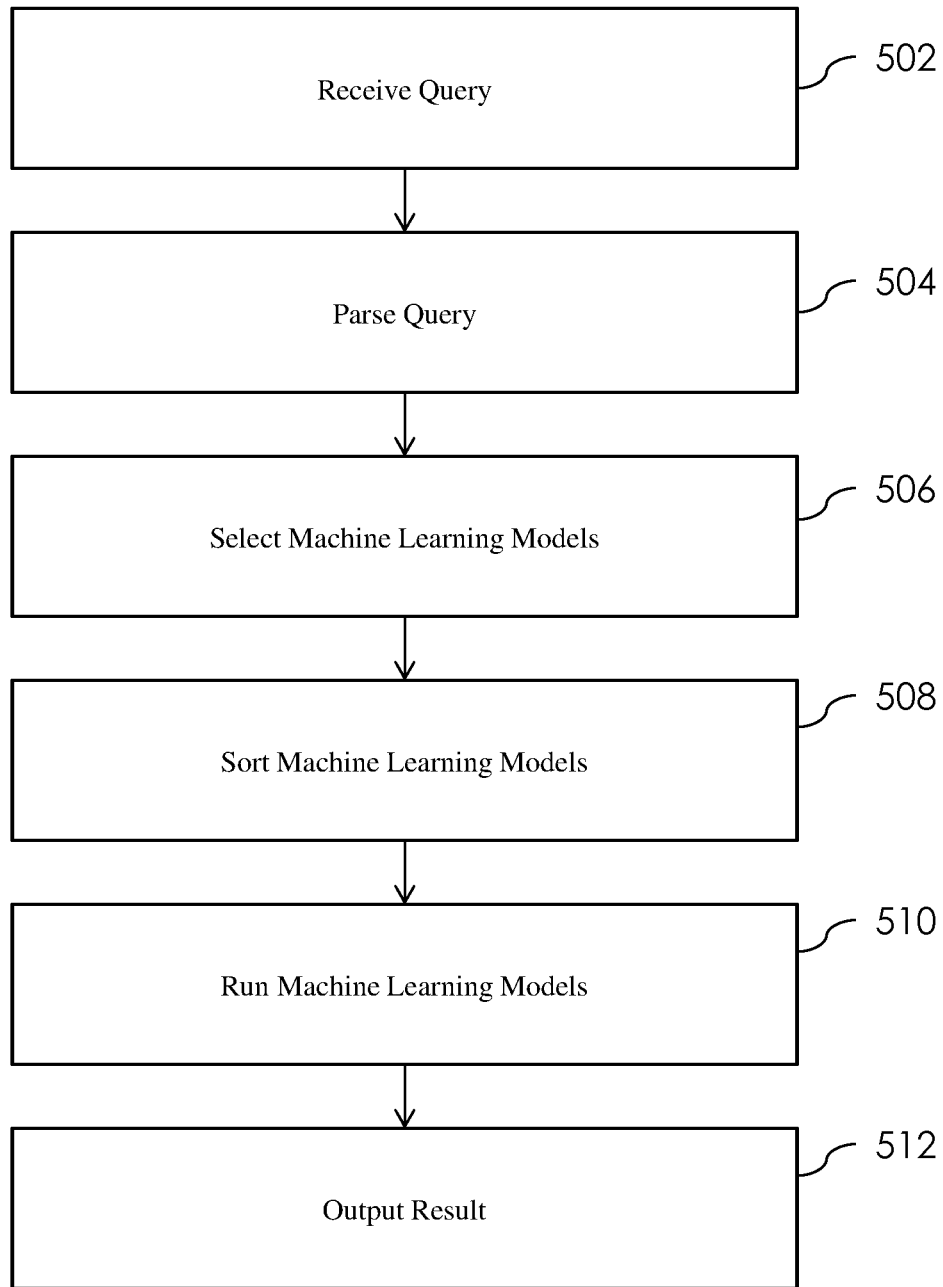 Receive Query
502
Parse Query
504
Select Machine Learning Models
506
Sort Machine Learning Models
508
Run Machine Learning Models
510
Output Result
512